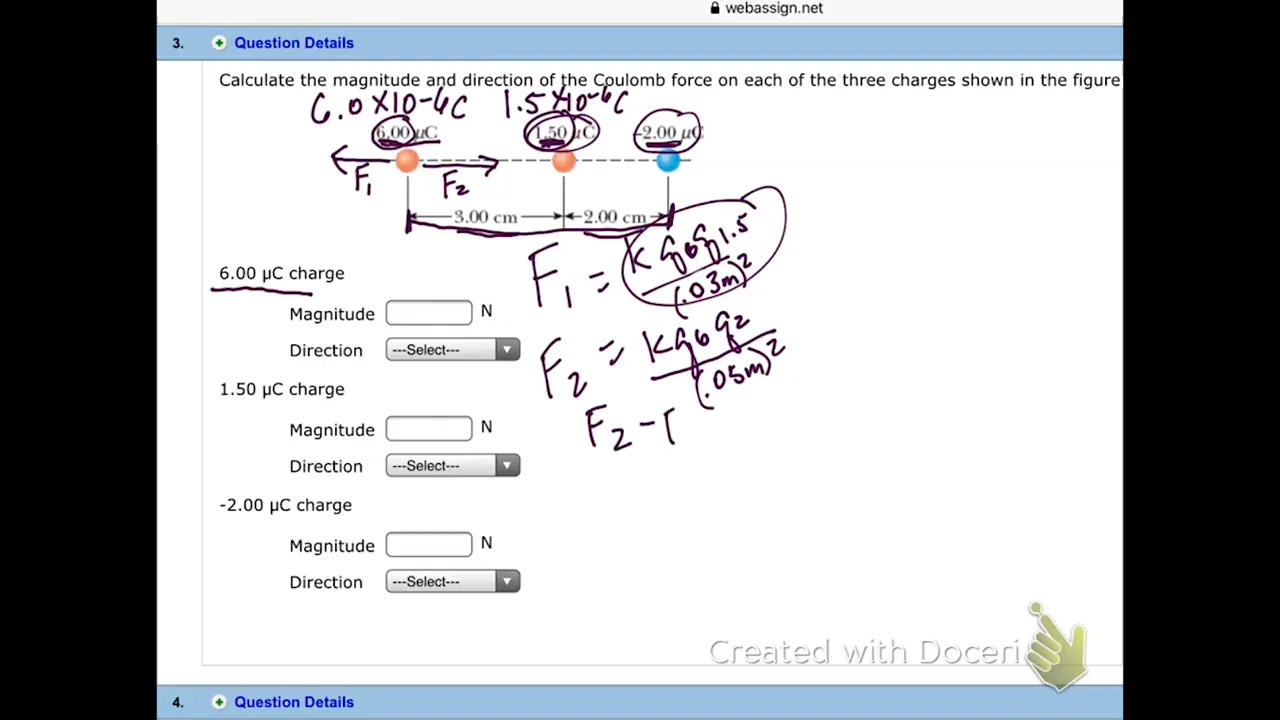 webassign.net
3. Question Details
Calculate the magnitude and direction of the Coulomb force on each of the three charges shown in the figure
6.0×10-6C 1.5×10-6C
6.00 µC 1.50 µC -2.00 µC
F1 F2
3.00 cm 2.00 cm
F1 = kq6q1.5/(.03m)2
6.00 µC charge
Magnitude N
F2 = kq6q2/(.05m)2
Direction ---Select---
1.50 µC charge
F2 -
Magnitude N
Direction ---Select---
-2.00 µC charge
Magnitude N
Direction ---Select---
Created with Doceri
4. Question Details